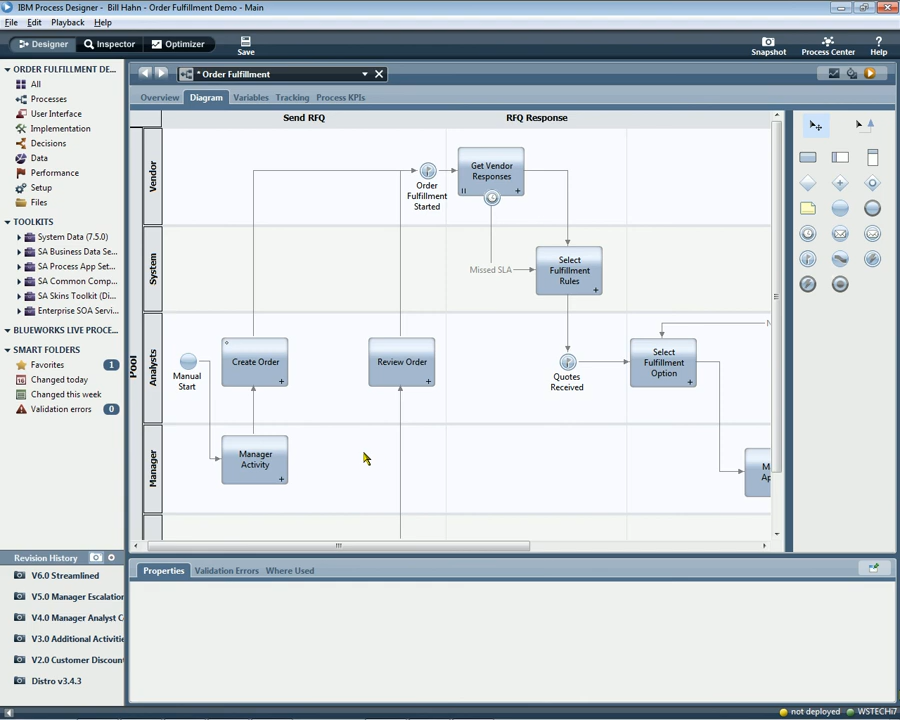 IBM Process Designer - Bill Hahn - Order Fulfillment Demo - Main
File Edit Playback Help
Designer Inspector Optimizer Save Snapshot Process Center Help
ORDER FULFILLMENT DE...
All
Processes
User Interface
Implementation
Decisions
Data
Performance
Setup
Files
TOOLKITS
System Data (7.5.0)
SA Business Data Se...
SA Process App Set...
SA Common Comp...
SA Skins Toolkit (Di...
Enterprise SOA Servi...
BLUEWORKS LIVE PROCE...
SMART FOLDERS
Favorites 1
Changed today
Changed this week
Validation errors 0
Revision History
V6.0 Streamlined
V5.0 Manager Escalation
V4.0 Manager Analyst C
V3.0 Additional Activitie
V2.0 Customer Discoun
Distro v3.4.3
* Order Fulfillment
Overview Diagram Variables Tracking Process KPIs
Send RFQ RFQ Response
Pool
Vendor
Order
Fulfillment
Started
Get Vendor
Responses
System
Missed SLA
Select
Fulfillment
Rules
Analysts
Manual
Start
Create Order
Review Order
Quotes
Received
Select
Fulfillment
Option
N
Manager
Manager
Activity
M
Ap
Properties Validation Errors Where Used
not deployed WSTECHi7